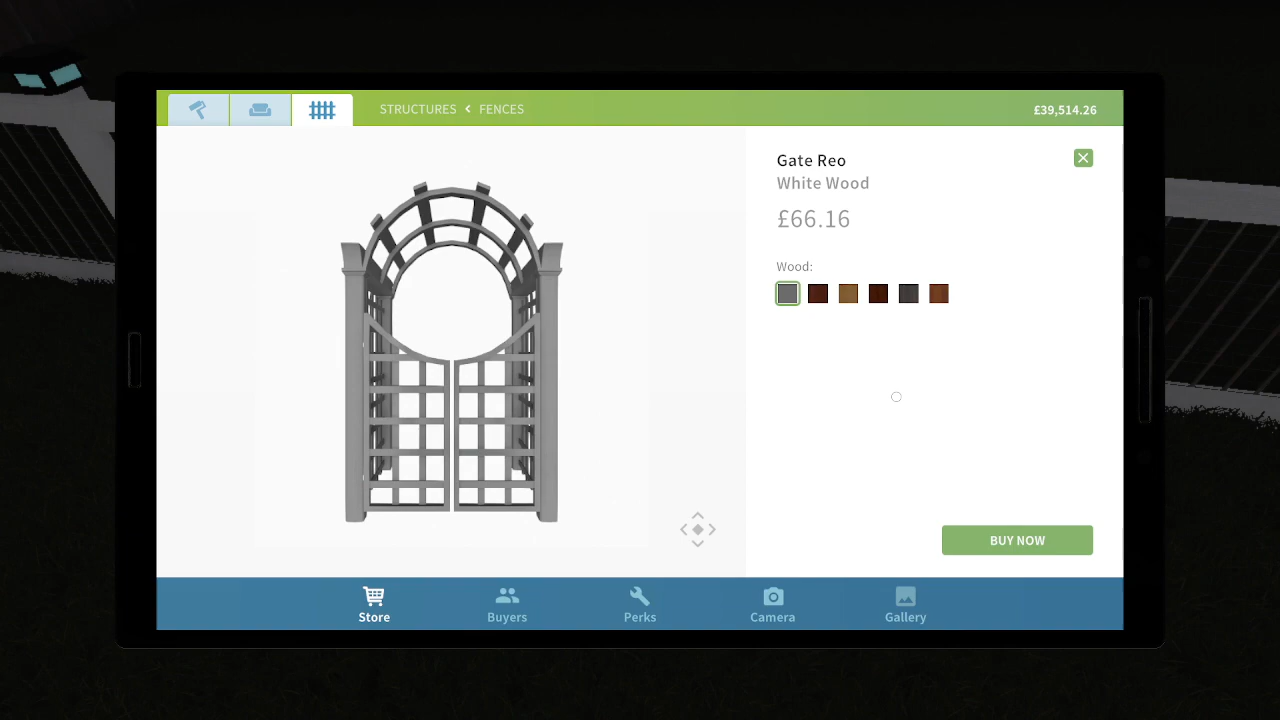 STRUCTURES < FENCES
£39,514.26
Gate Reo
White Wood
£66.16
Wood:
BUY NOW
Store
Buyers
Perks
Camera
Gallery